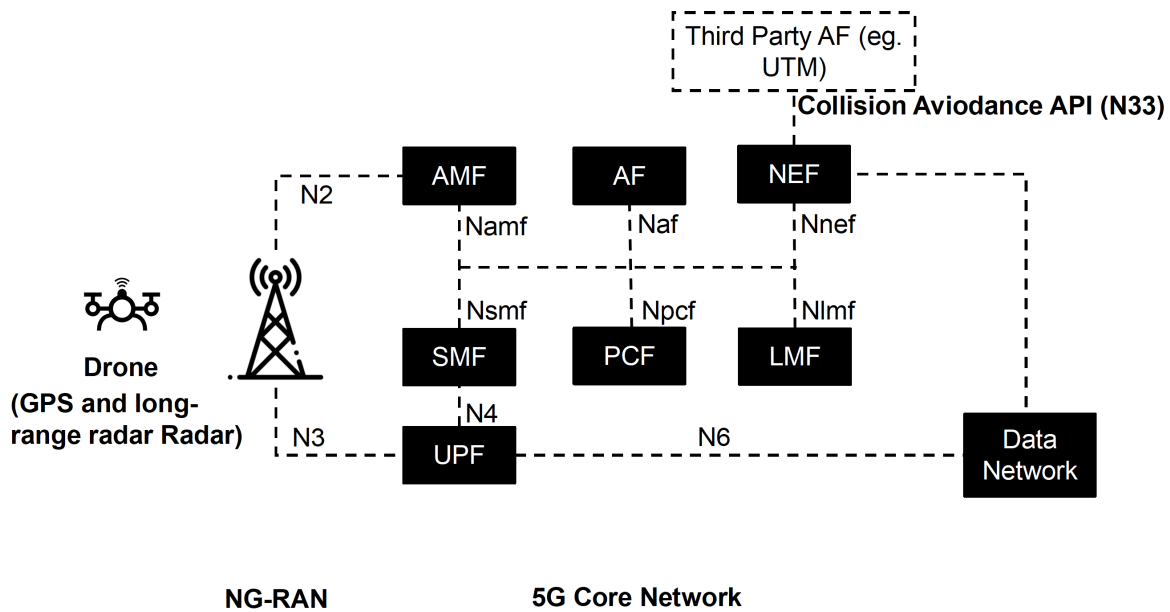 Third Party AF (eg.
UTM)
Collision Aviodance API (N33)
AMF
AF
NEF
N2
Namf
Naf
Nnef
Nsmf
Npcf
Nlmf
SMF
PCF
LMF
Drone
(GPS and long-
range radar Radar)
N4
N3
UPF
N6
Data
Network
NG-RAN
5G Core Network